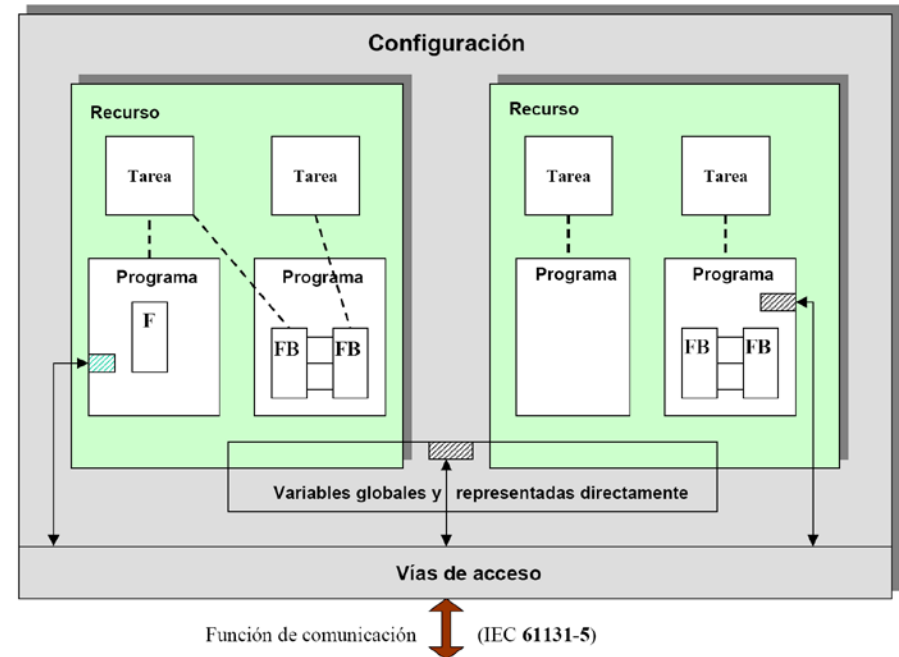 Configuración
Recurso
Tarea
Tarea
Programa
F
Programa
FB
FB
Recurso
Tarea
Tarea
Programa
Programa
FB
FB
Variables globales y representadas directamente
Vías de acceso
Función de comunicación (IEC 61131-5)